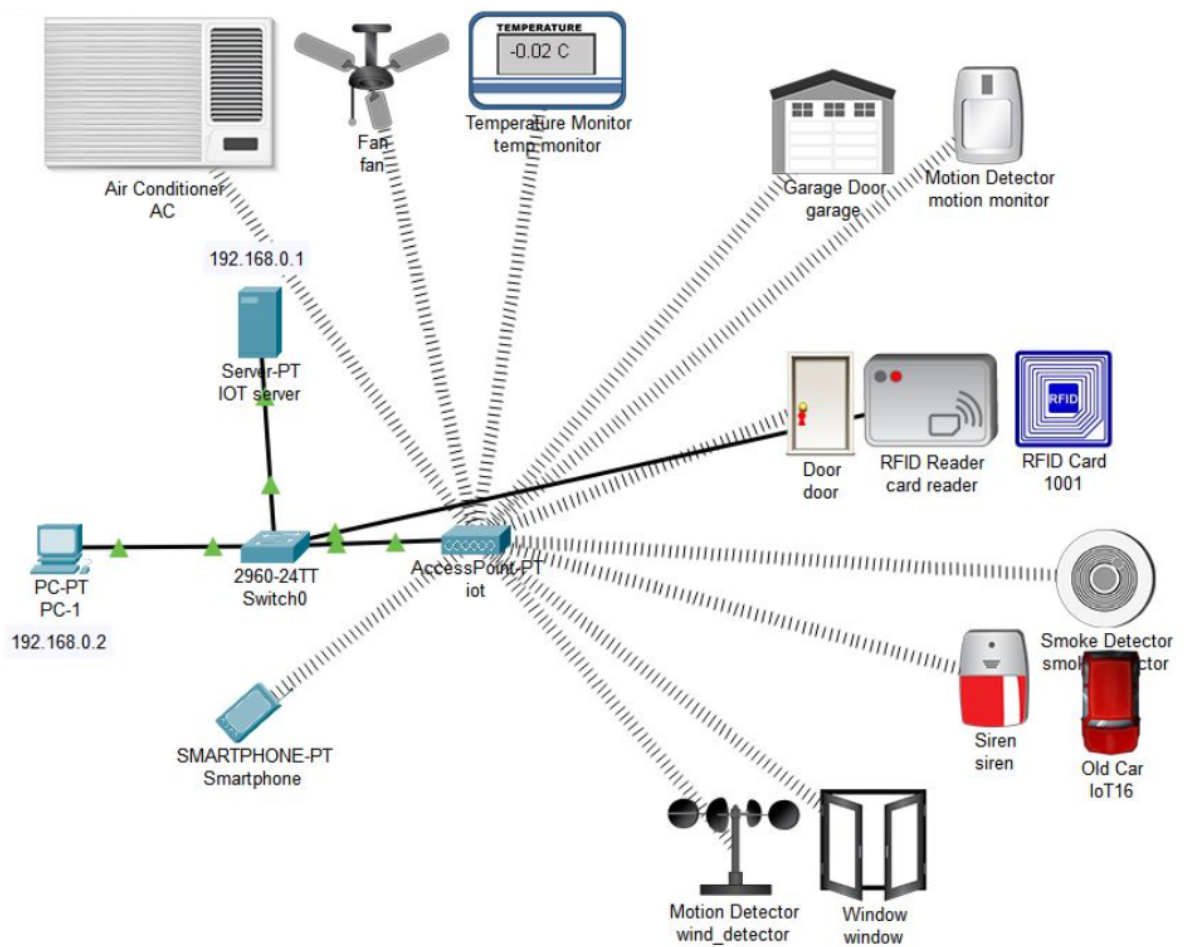 TEMPERATURE
-0.02 C
Air Conditioner
AC
Fan
fan
Temperature Monitor
temp monitor
Garage Door
garage
Motion Detector
motion monitor
192.168.0.1
Server-PT
IOT server
Door
door
RFID Reader
card reader
RFID
RFID Card
1001
PC-PT
PC-1
192.168.0.2
2960-24TT
Switch0
AccessPoint-PT
iot
SMARTPHONE-PT
Smartphone
Smoke Detector
Siren
siren
Old Car
IoT16
Motion Detector
wind_detector
Window
window